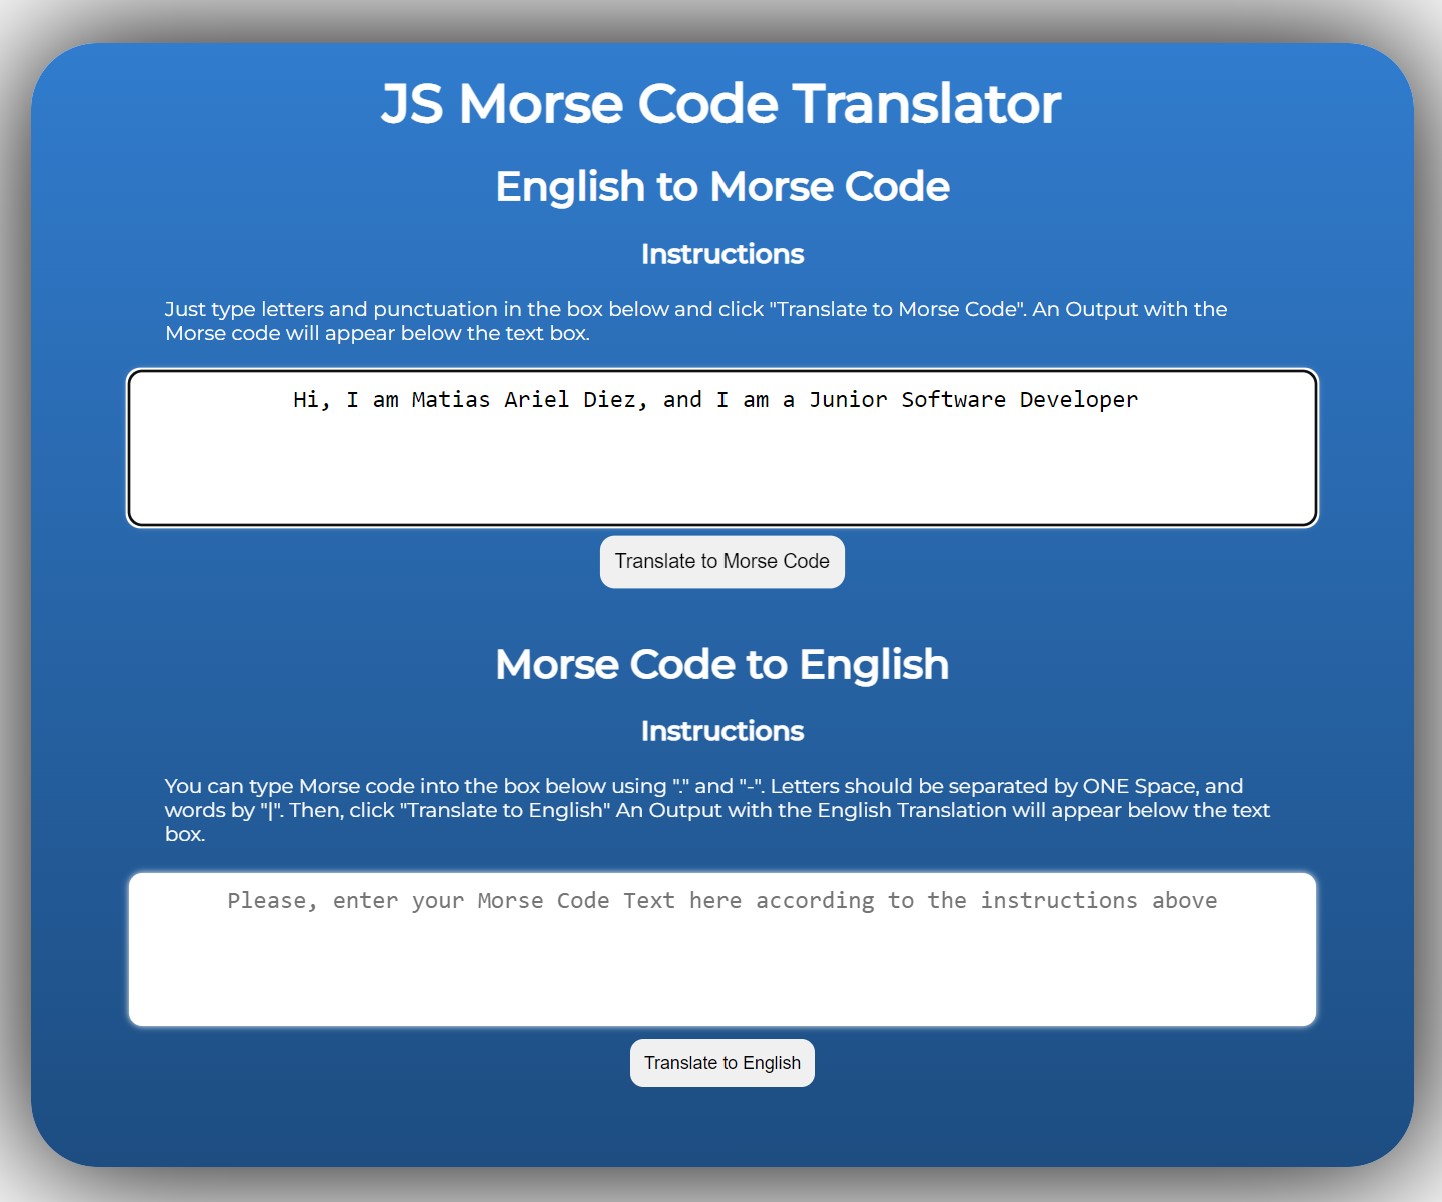 JS Morse Code Translator
English to Morse Code
Instructions
Just type letters and punctuation in the box below and click "Translate to Morse Code". An Output with the
Morse code will appear below the text box.
Hi, I am Matias Ariel Diez, and I am a Junior Software Developer
Translate to Morse Code
Morse Code to English
Instructions
You can type Morse code into the box below using "." and "-". Letters should be separated by ONE Space, and
words by "|". Then, click "Translate to English" An Output with the English Translation will appear below the text
box.
Please, enter your Morse Code Text here according to the instructions above
Translate to English